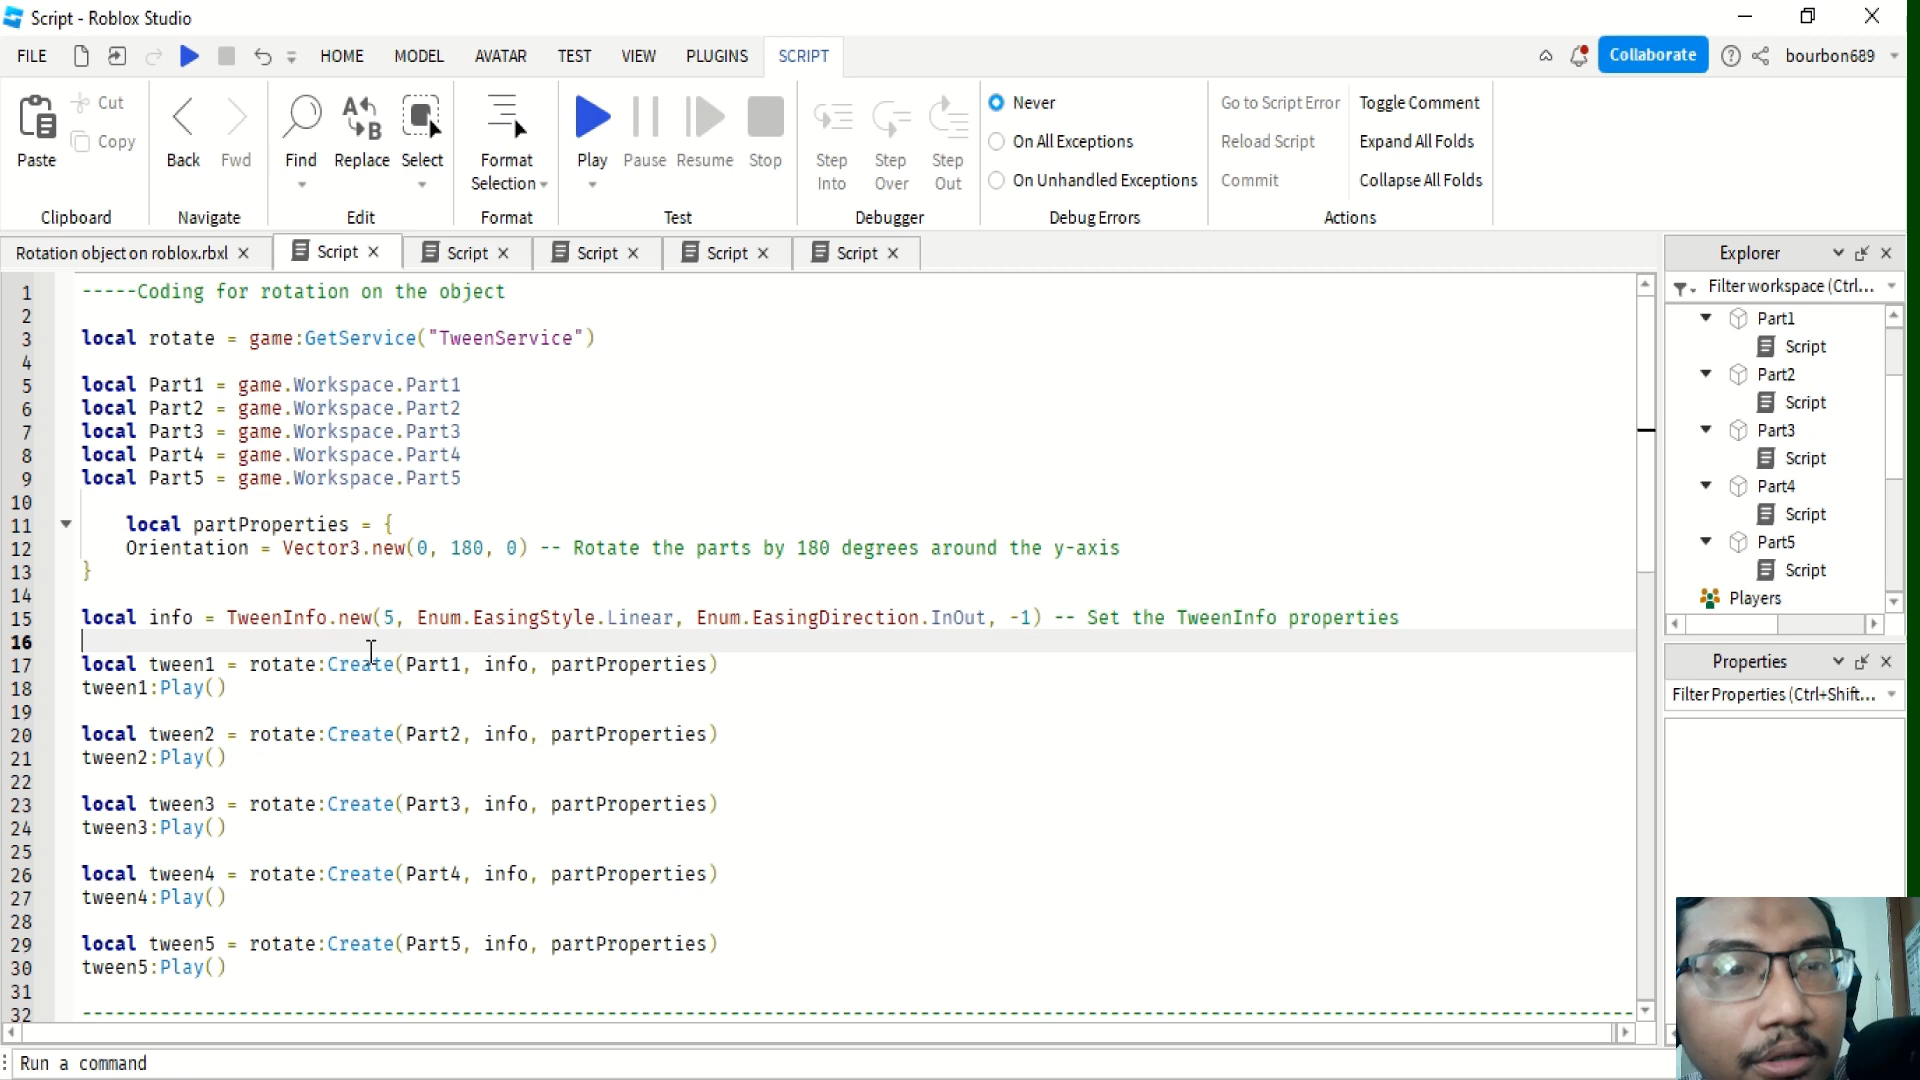 Script - Roblox Studio
FILE HOME MODEL AVATAR TEST VIEW PLUGINS SCRIPT Collaborate bourbon689
Paste Cut Copy Back Fwd Find Replace Select Format Selection Play Pause Resume Stop Step Into Step Over Step Out
Never
On All Exceptions
On Unhandled Exceptions
Go to Script Error
Reload Script
Commit
Toggle Comment
Expand All Folds
Collapse All Folds
Clipboard Navigate Edit Format Test Debugger Debug Errors Actions
Rotation object on roblox.rbxl Script Script Script Script Script
1 -----Coding for rotation on the object
2
3 local rotate = game:GetService("TweenService")
4
5 local Part1 = game.Workspace.Part1
6 local Part2 = game.Workspace.Part2
7 local Part3 = game.Workspace.Part3
8 local Part4 = game.Workspace.Part4
9 local Part5 = game.Workspace.Part5
10
11 local partProperties = {
12 Orientation = Vector3.new(0, 180, 0) -- Rotate the parts by 180 degrees around the y-axis
13 }
14
15 local info = TweenInfo.new(5, Enum.EasingStyle.Linear, Enum.EasingDirection.InOut, -1) -- Set the TweenInfo properties
16
17 local tween1 = rotate:Create(Part1, info, partProperties)
18 tween1:Play()
19
20 local tween2 = rotate:Create(Part2, info, partProperties)
21 tween2:Play()
22
23 local tween3 = rotate:Create(Part3, info, partProperties)
24 tween3:Play()
25
26 local tween4 = rotate:Create(Part4, info, partProperties)
27 tween4:Play()
28
29 local tween5 = rotate:Create(Part5, info, partProperties)
30 tween5:Play()
31
32 ----------------------------------------------------------------
Run a command
Explorer
Filter workspace (Ctrl...
Part1
Script
Part2
Script
Part3
Script
Part4
Script
Part5
Script
Players
Properties
Filter Properties (Ctrl+Shift...